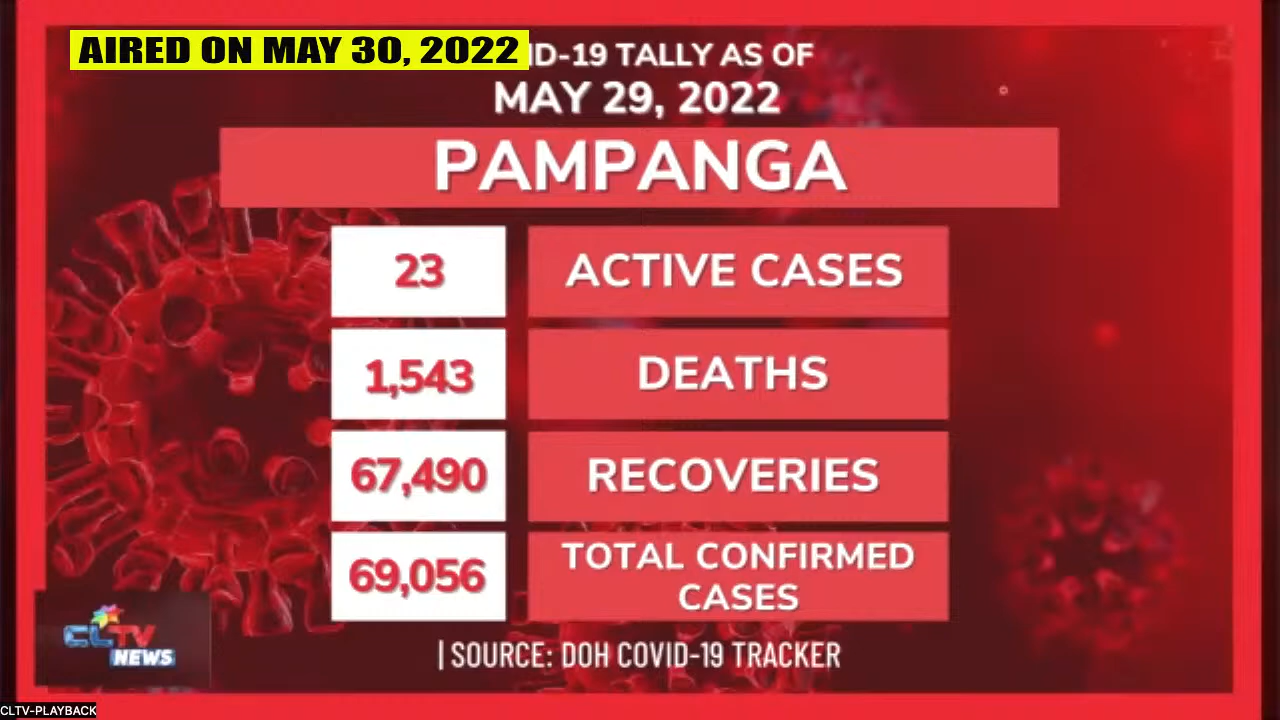 AIRED ON MAY 30, 2022
ID-19 TALLY AS OF
MAY 29, 2022
PAMPANGA
23 ACTIVE CASES
1,543 DEATHS
67,490 RECOVERIES
69,056 TOTAL CONFIRMED
CASES
CLTV
NEWS
| SOURCE: DOH COVID-19 TRACKER
CLTV-PLAYBACK